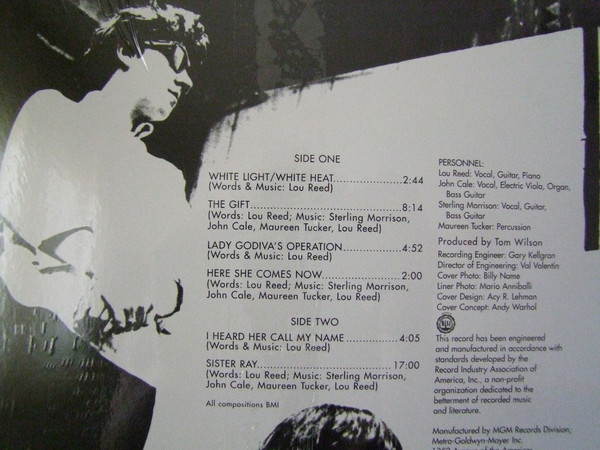 SIDE ONE
WHITE LIGHT/WHITE HEAT.....................2:44
(Words & Music: Lou Reed)
THE GIFT..............................................8:14
(Words: Lou Reed; Music: Sterling Morrison,
John Cale, Maureen Tucker, Lou Reed)
LADY GODIVA'S OPERATION..................4:52
(Words & Music: Lou Reed)
HERE SHE COMES NOW........................2:00
(Words: Lou Reed; Music: Sterling Morrison,
John Cale, Maureen Tucker, Lou Reed)
SIDE TWO
I HEARD HER CALL MY NAME ................4:05
(Words & Music: Lou Reed)
SISTER RAY.........................................17:00
(Words: Lou Reed; Music: Sterling Morrison,
John Cale, Maureen Tucker, Lou Reed)
All compositions BMI
PERSONNEL:
Lou Reed: Vocal, Guitar, Piano
John Cale: Vocal, Electric Viola, Organ,
Bass Guitar
Sterling Morrison: Vocal, Guitar,
Bass Guitar
Maureen Tucker: Percussion
Produced by Tom Wilson
Recording Engineer: Gary Kellgran
Director of Engineering: Val Valentin
Cover Photo: Billy Name
Liner Photo: Mario Anniballi
Cover Design: Acy R. Lehman
Cover Concept: Andy Warhol
This record has been engineered
and manufactured in accordance with
standards developed by the
Record Industry Association of
America, Inc., a non-profit
organization dedicated to the
betterment of recorded music
and literature.
Manufactured by MGM Records Division,
Metro-Goldwyn-Mayer Inc.